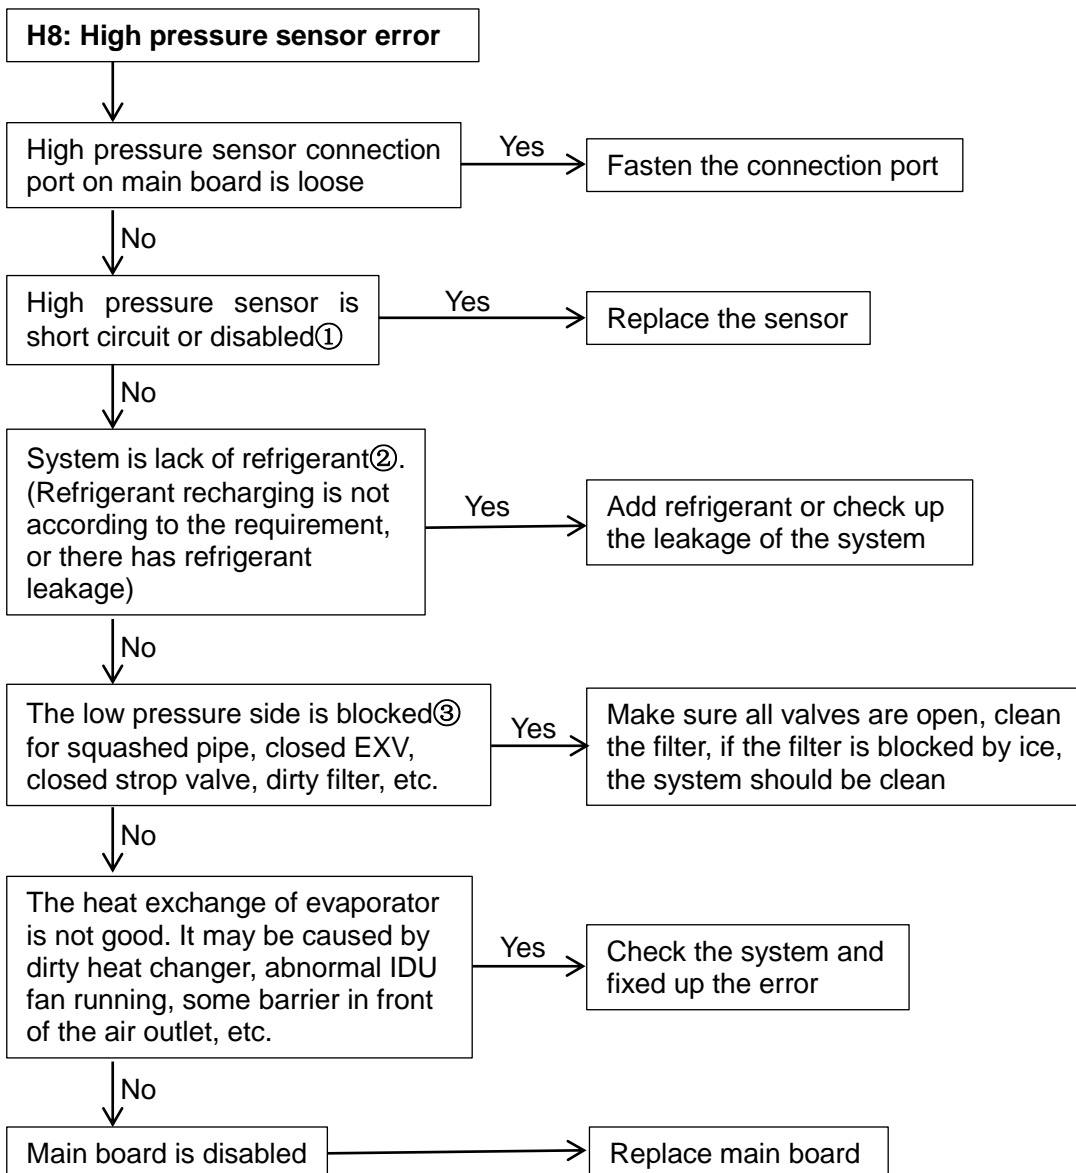 H8: High pressure sensor error
High pressure sensor connection
port on main board is loose
Yes
Fasten the connection port
No
High pressure sensor is
short circuit or disabled①
Yes
Replace the sensor
No
System is lack of refrigerant②.
(Refrigerant recharging is not
according to the requirement,
or there has refrigerant
leakage)
Yes
Add refrigerant or check up
the leakage of the system
No
The low pressure side is blocked③
for squashed pipe, closed EXV,
closed strop valve, dirty filter, etc.
Yes
Make sure all valves are open, clean
the filter, if the filter is blocked by ice,
the system should be clean
No
The heat exchange of evaporator
is not good. It may be caused by
dirty heat changer, abnormal IDU
fan running, some barrier in front
of the air outlet, etc.
Yes
Check the system and
fixed up the error
No
Main board is disabled
Replace main board